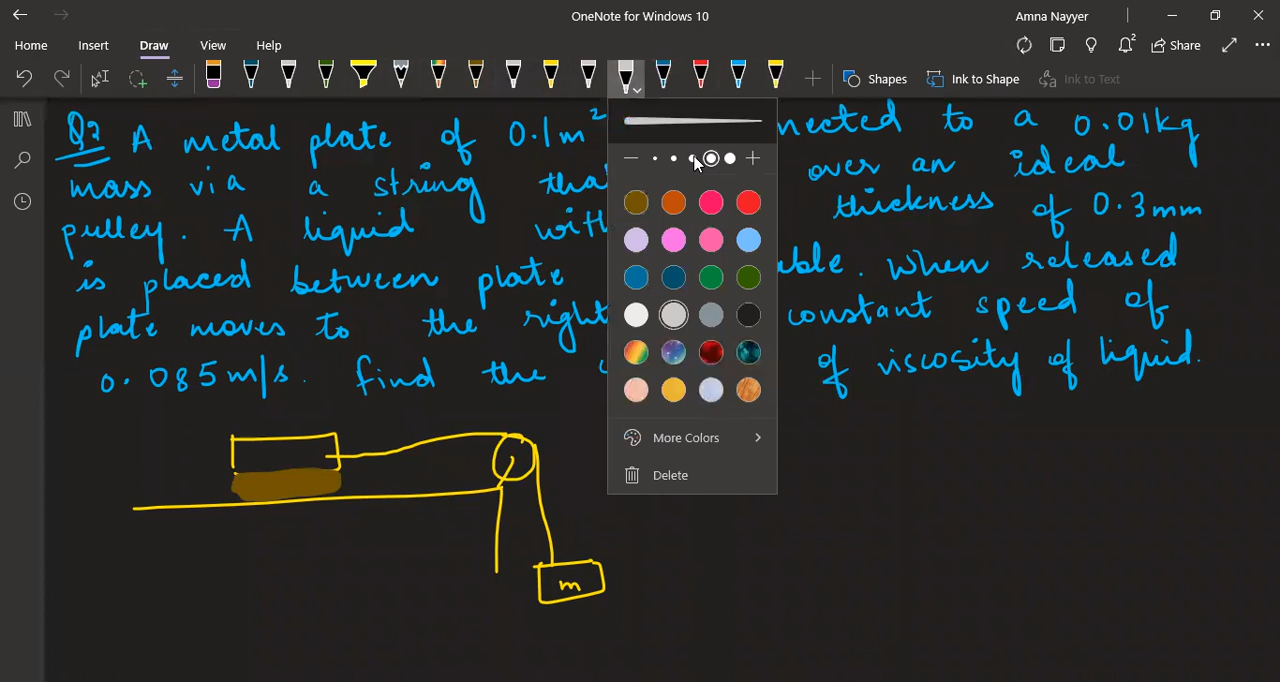 OneNote for Windows 10
Amna Nayyer
Home Insert Draw View Help
2
Share
Shapes
Ink to Shape
Ink to Text
Q3 A metal plate of 0.1m² nected to a 0.01kg
mass via a string tha over an ideal
pulley. A liquid with thickness of 0.3mm
is placed between plate able. When released
plate moves to the right constant speed of
0.085m/s. find the of viscosity of liquid.
More Colors
Delete
m